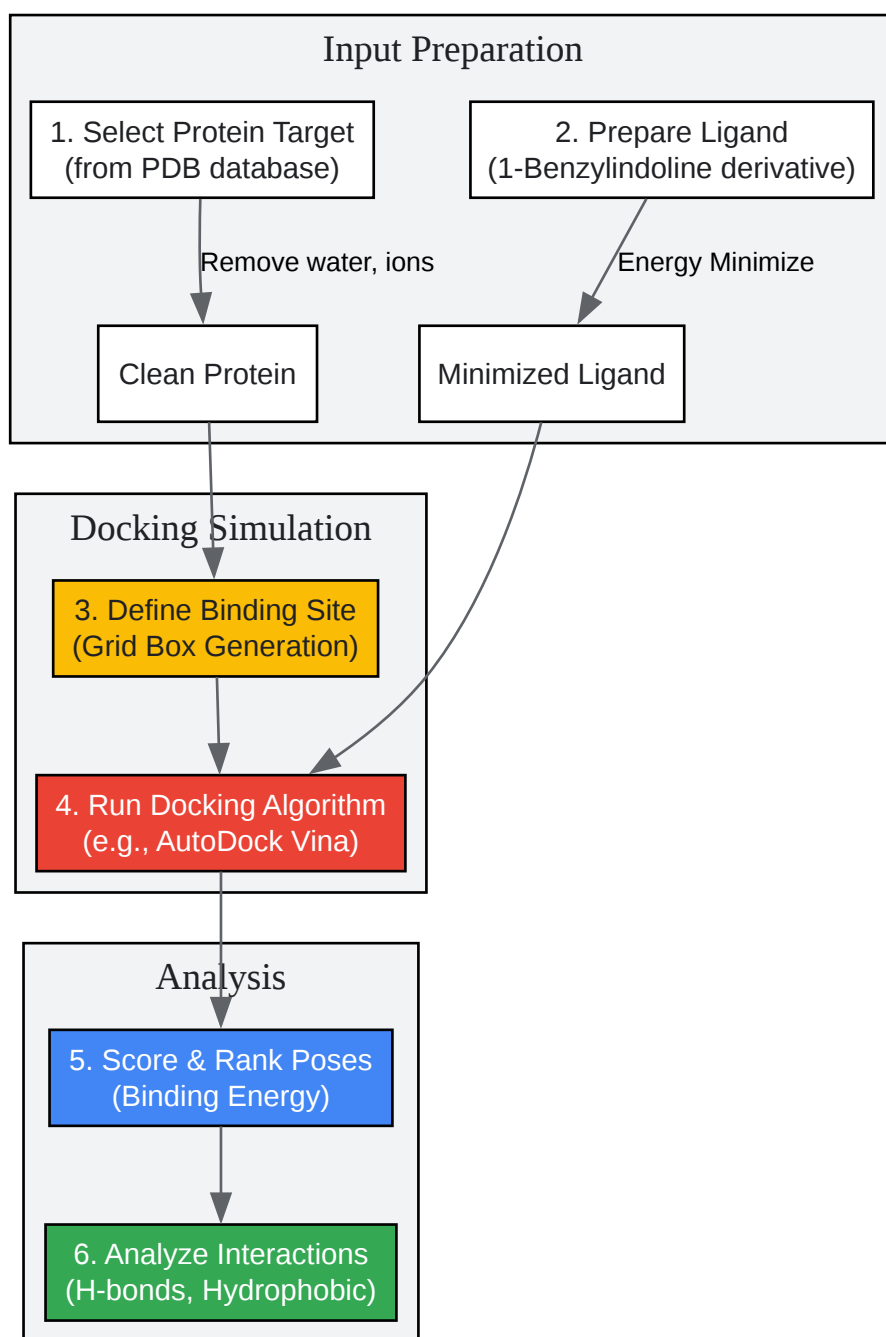 Input Preparation
1. Select Protein Target
(from PDB database)
2. Prepare Ligand
(1-Benzylindoline derivative)
Remove water, ions
Energy Minimize
Clean Protein
Minimized Ligand
Docking Simulation
3. Define Binding Site
(Grid Box Generation)
4. Run Docking Algorithm
(e.g., AutoDock Vina)
Analysis
5. Score & Rank Poses
(Binding Energy)
6. Analyze Interactions
(H-bonds, Hydrophobic)